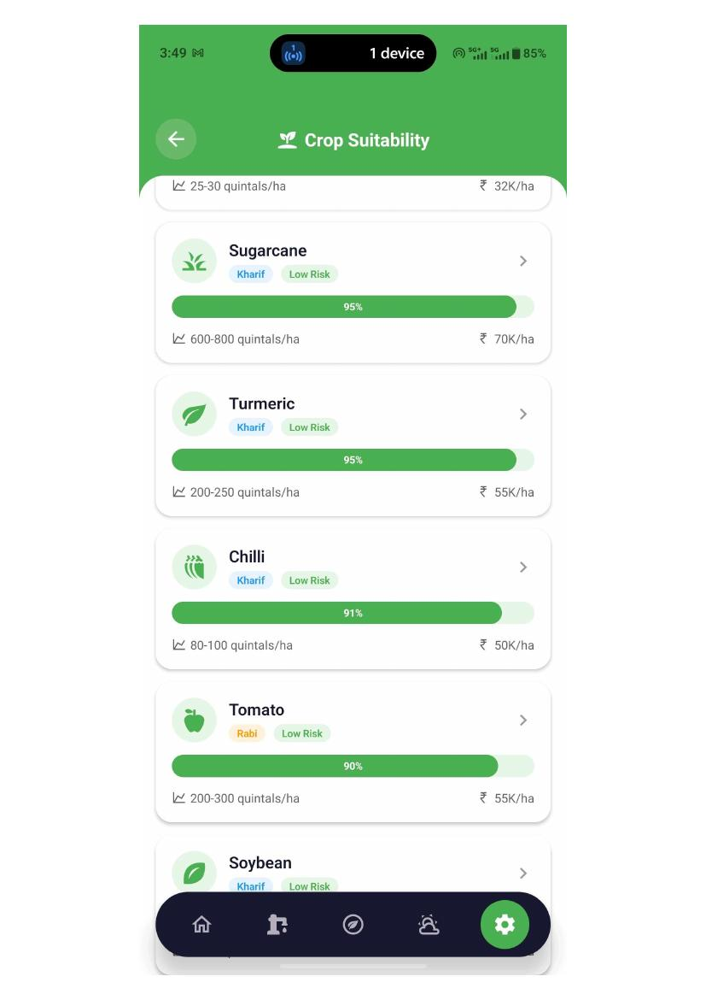 3:49
1
1 device
5G+
5G
85%
Crop Suitability
25-30 quintals/ha
₹ 32K/ha
Sugarcane
Kharif Low Risk
95%
600-800 quintals/ha
₹ 70K/ha
Turmeric
Kharif Low Risk
95%
200-250 quintals/ha
₹ 55K/ha
Chilli
Kharif Low Risk
91%
80-100 quintals/ha
₹ 50K/ha
Tomato
Rabi Low Risk
90%
200-300 quintals/ha
₹ 55K/ha
Soybean
Kharif Low Risk